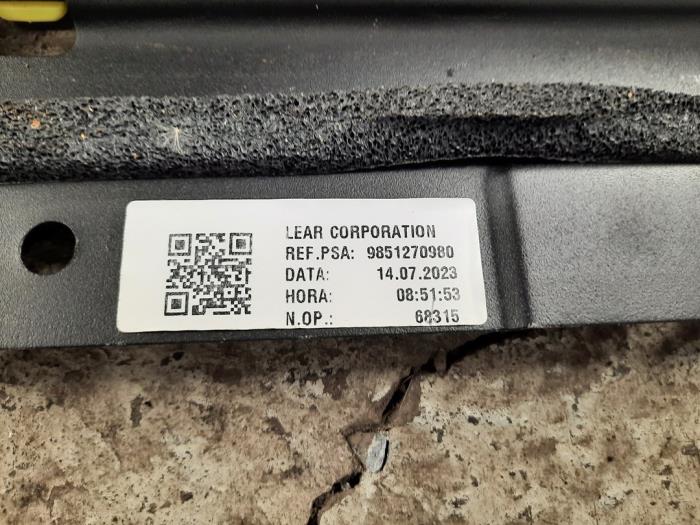 LEAR CORPORATION
REF.PSA: 9851270980
DATA: 14.07.2023
HORA: 08:51:53
N.OP.: 68315